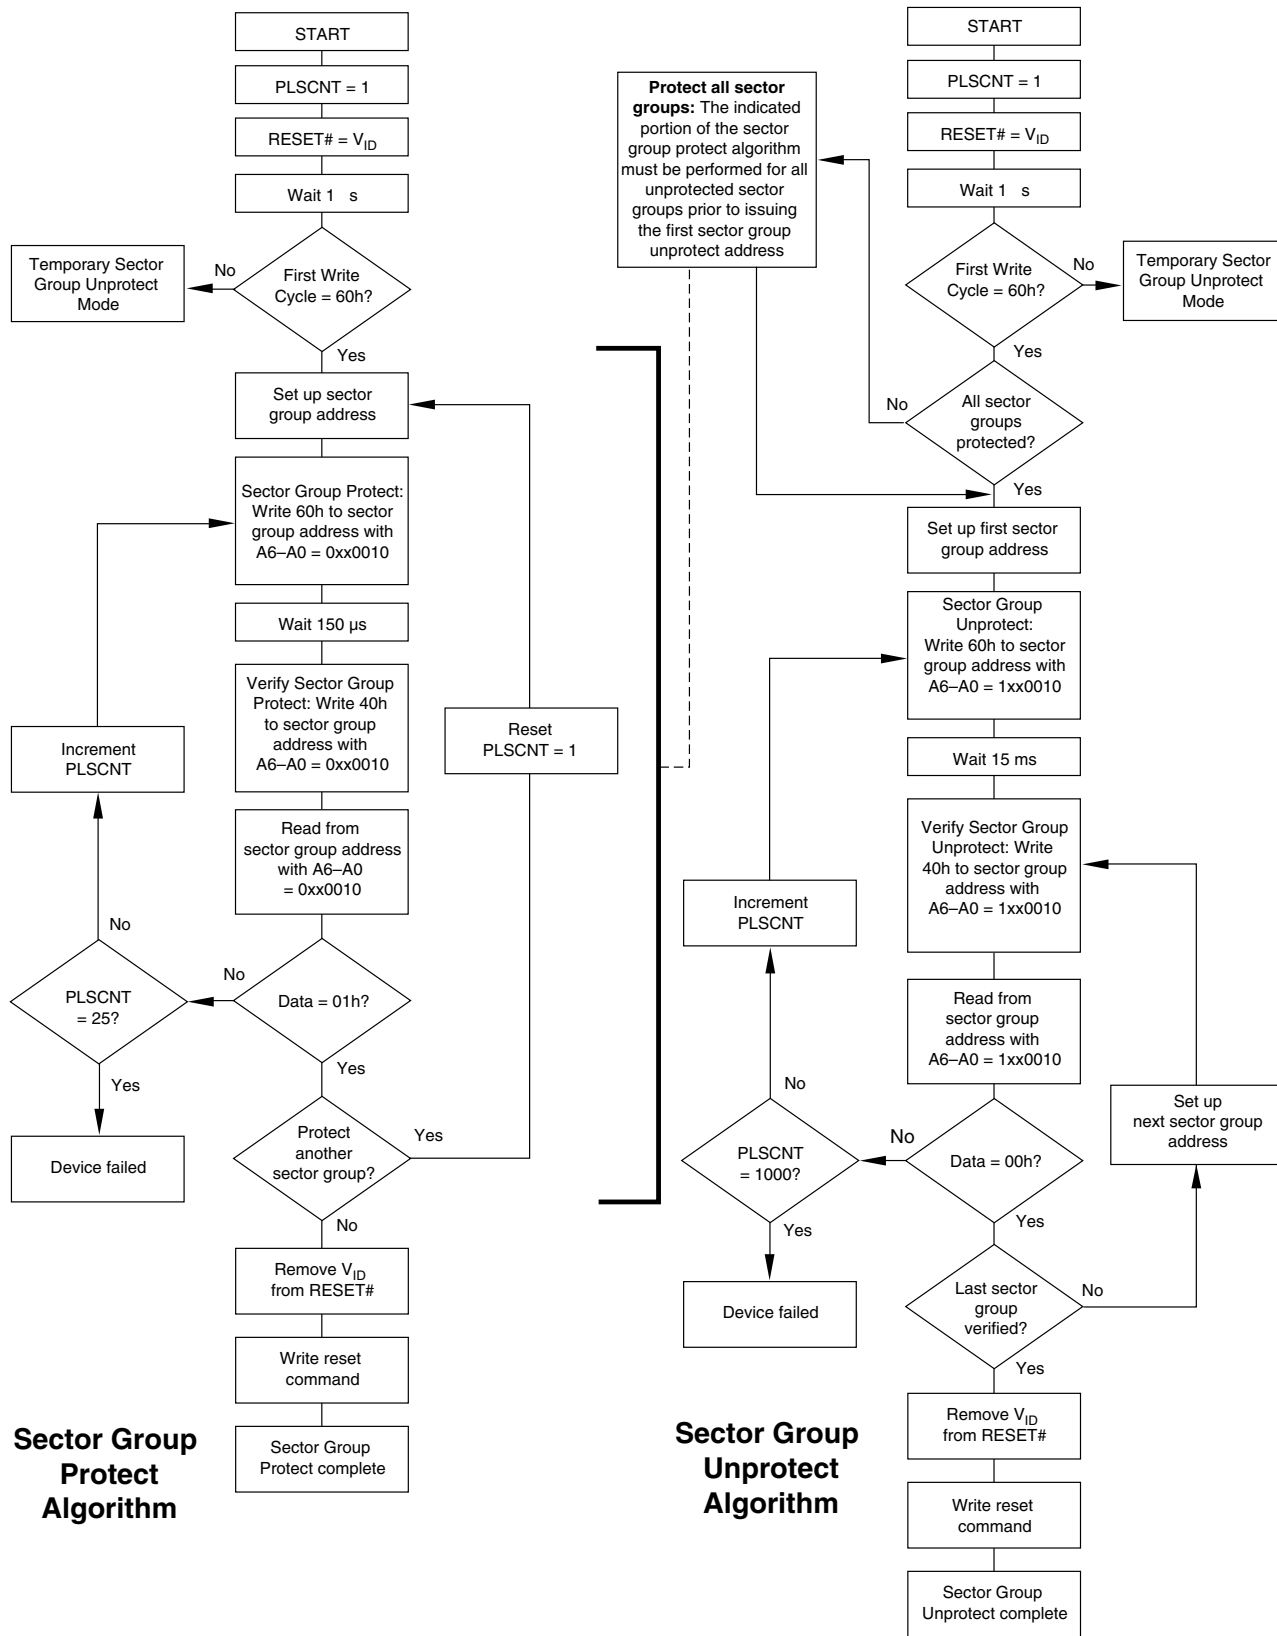 START
PLSCNT = 1
RESET# = VID
Wait 1   s
First Write
Cycle = 60h?
No
Temporary Sector
Group Unprotect
Mode
Yes
Set up sector
group address
Sector Group Protect:
Write 60h to sector
group address with
A6–A0 = 0xx0010
Wait 150 µs
Verify Sector Group
Protect: Write 40h
to sector group
address with
A6–A0 = 0xx0010
Increment
PLSCNT
Reset
PLSCNT = 1
Read from
sector group address
with A6–A0
= 0xx0010
No
No
PLSCNT
= 25?
Data = 01h?
Yes
Yes
Device failed
Protect
another
sector group?
Yes
No
Remove VID
from RESET#
Write reset
command
Sector Group
Protect complete
Sector Group
Protect
Algorithm
Protect all sector
groups: The indicated
portion of the sector
group protect algorithm
must be performed for all
unprotected sector
groups prior to issuing
the first sector group
unprotect address
START
PLSCNT = 1
RESET# = VID
Wait 1   s
First Write
Cycle = 60h?
No
Temporary Sector
Group Unprotect
Mode
Yes
No
All sector
groups
protected?
Yes
Set up first sector
group address
Sector Group
Unprotect:
Write 60h to sector
group address with
A6–A0 = 1xx0010
Wait 15 ms
Verify Sector Group
Unprotect: Write
40h to sector group
address with
A6–A0 = 1xx0010
Increment
PLSCNT
Read from
sector group
address with
A6–A0 = 1xx0010
No
Set up
next sector group
address
No
PLSCNT
= 1000?
Data = 00h?
Yes
Yes
Device failed
Last sector
group
verified?
No
Yes
Remove VID
from RESET#
Write reset
command
Sector Group
Unprotect complete
Sector Group
Unprotect
Algorithm